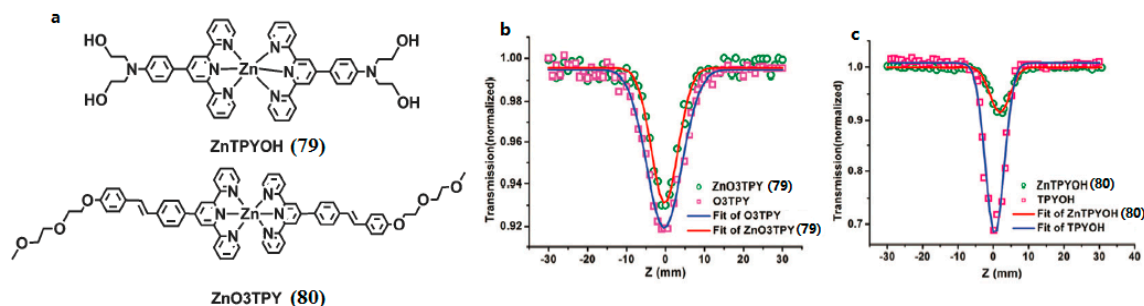 a
HO
OH
N
N
N
N
Zn
N
N
N
N
HO
OH
ZnTPYOH (79)
O
O
O
N
N
N
Zn
N
N
N
O
O
O
ZnO3TPY (80)
b
Transmission(normalized)
1.00
0.98
0.96
0.94
0.92
ZnO3TPY (79)
O3TPY
Fit of O3TPY
Fit of ZnO3TPY (79)
-30 -20 -10 0 10 20 30
Z (mm)
c
Transmission(normalized)
1.0
0.9
0.8
0.7
ZnTPYOH (80)
TPYOH
Fit of ZnTPYOH (80)
Fit of TPYOH
-30 -20 -10 0 10 20 30
Z (mm)